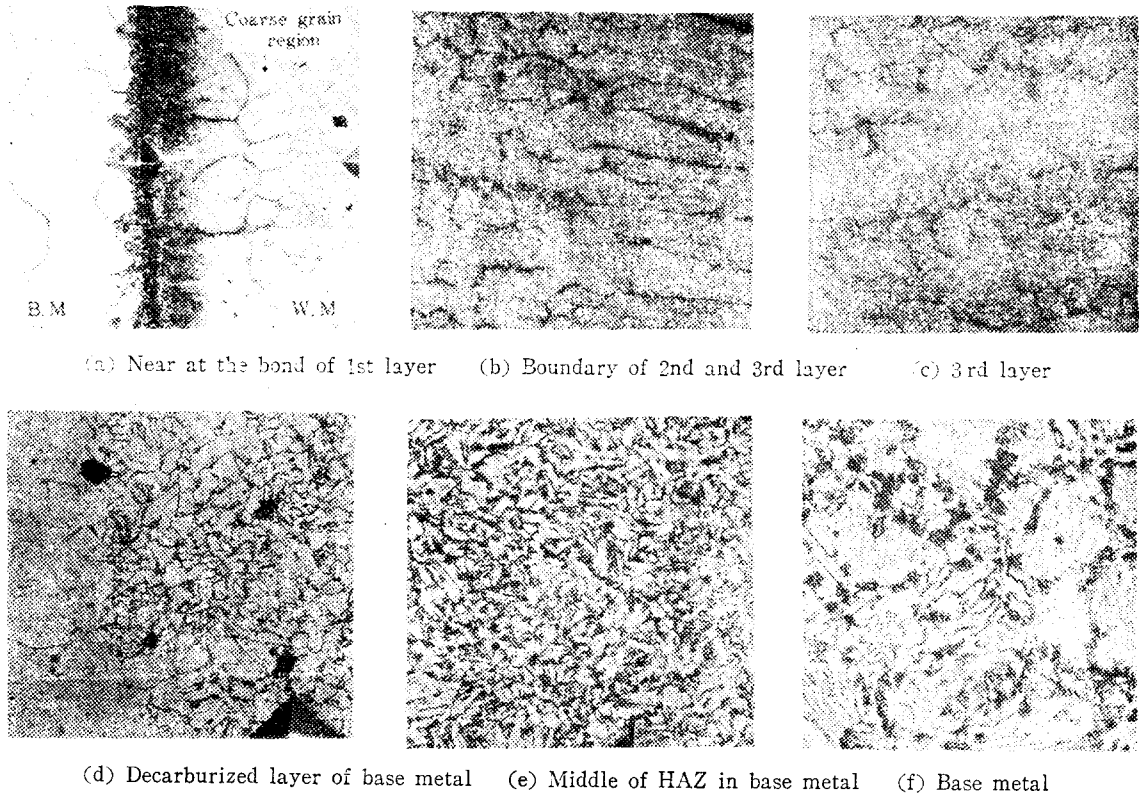 Coarse grain
region
B.M
W.M
(a) Near at the bond of 1st layer
(b) Boundary of 2nd and 3rd layer
(c) 3rd layer
(d) Decarburized layer of base metal
(e) Middle of HAZ in base metal
(f) Base metal